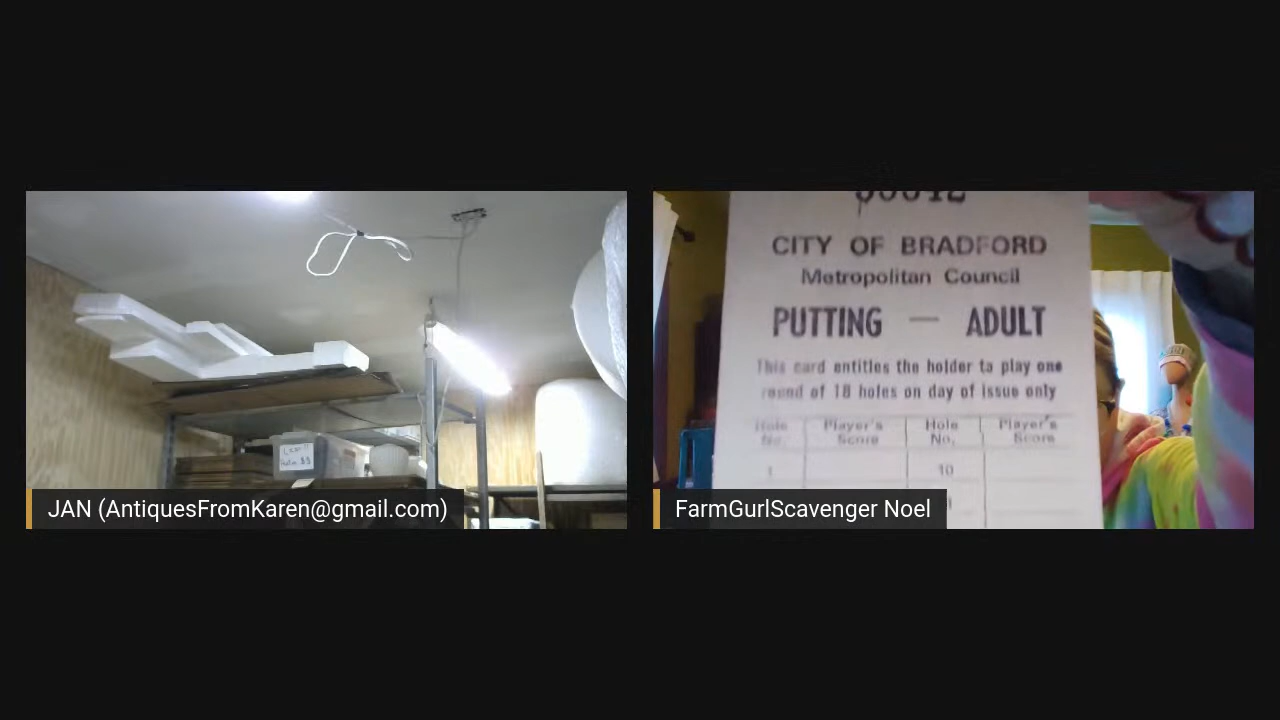 CITY OF BRADFORD
Metropolitan Council
PUTTING — ADULT
This card entitles the holder to play one
round of 18 holes on day of issue only
Hole No. Player's Score Hole No. Player's Score
1 10
JAN (AntiquesFromKaren@gmail.com)
FarmGurlScavenger Noel